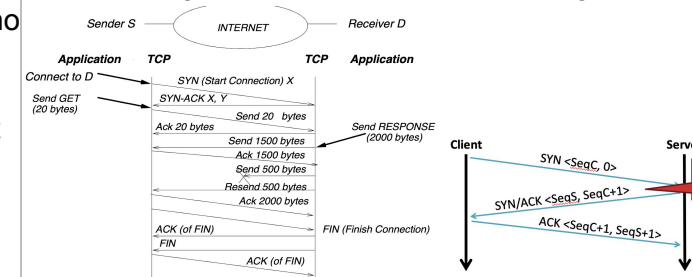 no
Sender S
INTERNET
Receiver D
Application TCP
TCP Application
Connect to D
SYN (Start Connection) X
SYN-ACK X, Y
Send GET
(20 bytes)
Send 20 bytes
Ack 20 bytes
Send RESPONSE
(2000 bytes)
Send 1500 bytes
Ack 1500 bytes
Send 500 bytes
Resend 500 bytes
Ack 2000 bytes
FIN (Finish Connection)
ACK (of FIN)
FIN
ACK (of FIN)
Client
Serve
SYN <SeqC, 0>
SYN/ACK <SeqS, SeqC+1>
ACK <SeqC+1, SeqS+1>